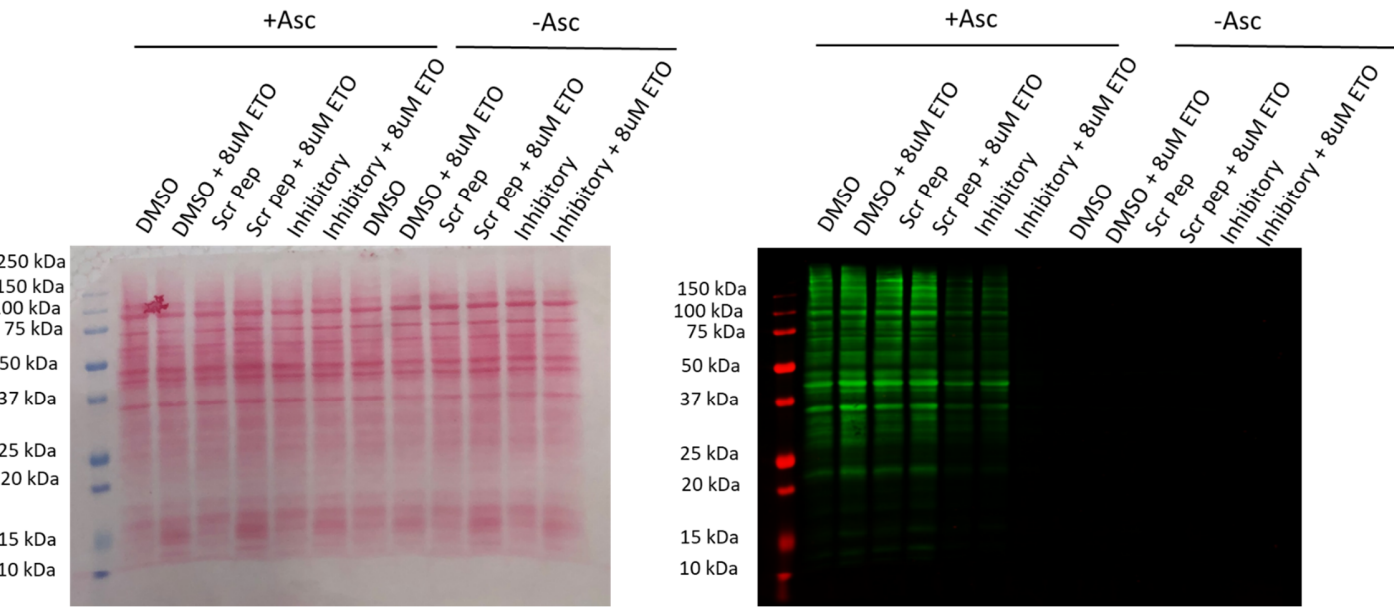 +Asc
-Asc
DMSO
DMSO + 8uM ETO
Scr Pep
Scr pep + 8uM ETO
Inhibitory
Inhibitory + 8uM ETO
DMSO
DMSO + 8uM ETO
Scr Pep
Scr pep + 8uM ETO
Inhibitory
Inhibitory + 8uM ETO
250 kDa
150 kDa
00 kDa
75 kDa
50 kDa
37 kDa
25 kDa
20 kDa
15 kDa
10 kDa
+Asc
-Asc
DMSO
DMSO + 8uM ETO
Scr Pep
Scr pep + 8uM ETO
Inhibitory
Inhibitory + 8uM ETO
DMSO
DMSO + 8uM ETO
Scr Pep
Scr pep + 8uM ETO
Inhibitory
Inhibitory + 8uM ETO
150 kDa
100 kDa
75 kDa
50 kDa
37 kDa
25 kDa
20 kDa
15 kDa
10 kDa